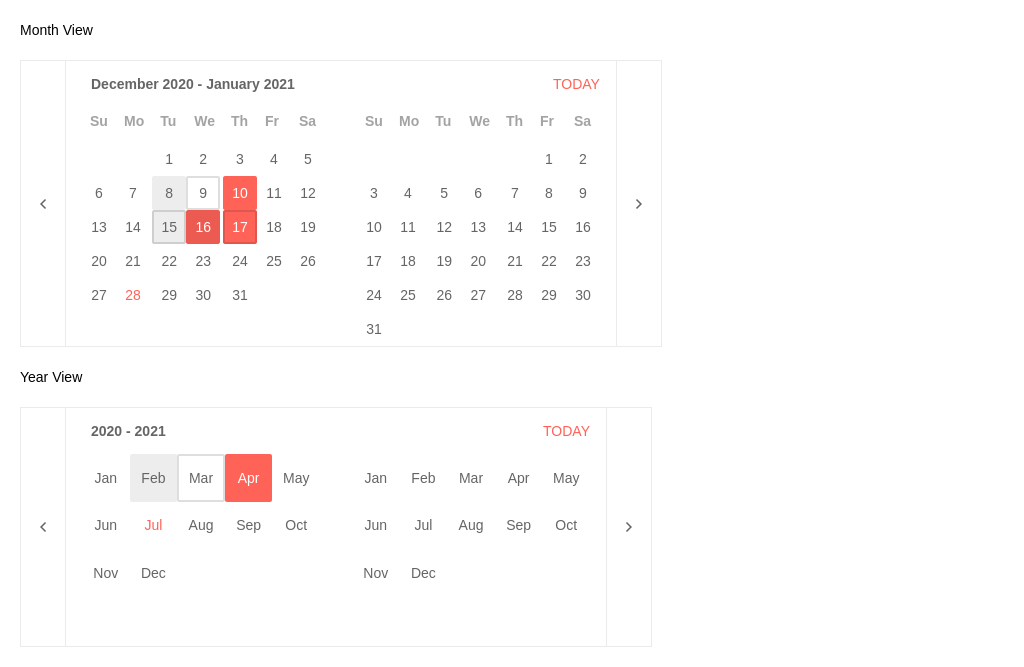 Month View
December 2020 - January 2021 TODAY
Su Mo Tu We Th Fr Sa Su Mo Tu We Th Fr Sa
1 2 3 4 5 1 2
6 7 8 9 10 11 12 3 4 5 6 7 8 9
13 14 15 16 17 18 19 10 11 12 13 14 15 16
20 21 22 23 24 25 26 17 18 19 20 21 22 23
27 28 29 30 31 24 25 26 27 28 29 30
31
Year View
2020 - 2021 TODAY
Jan Feb Mar Apr May Jan Feb Mar Apr May
Jun Jul Aug Sep Oct Jun Jul Aug Sep Oct
Nov Dec Nov Dec